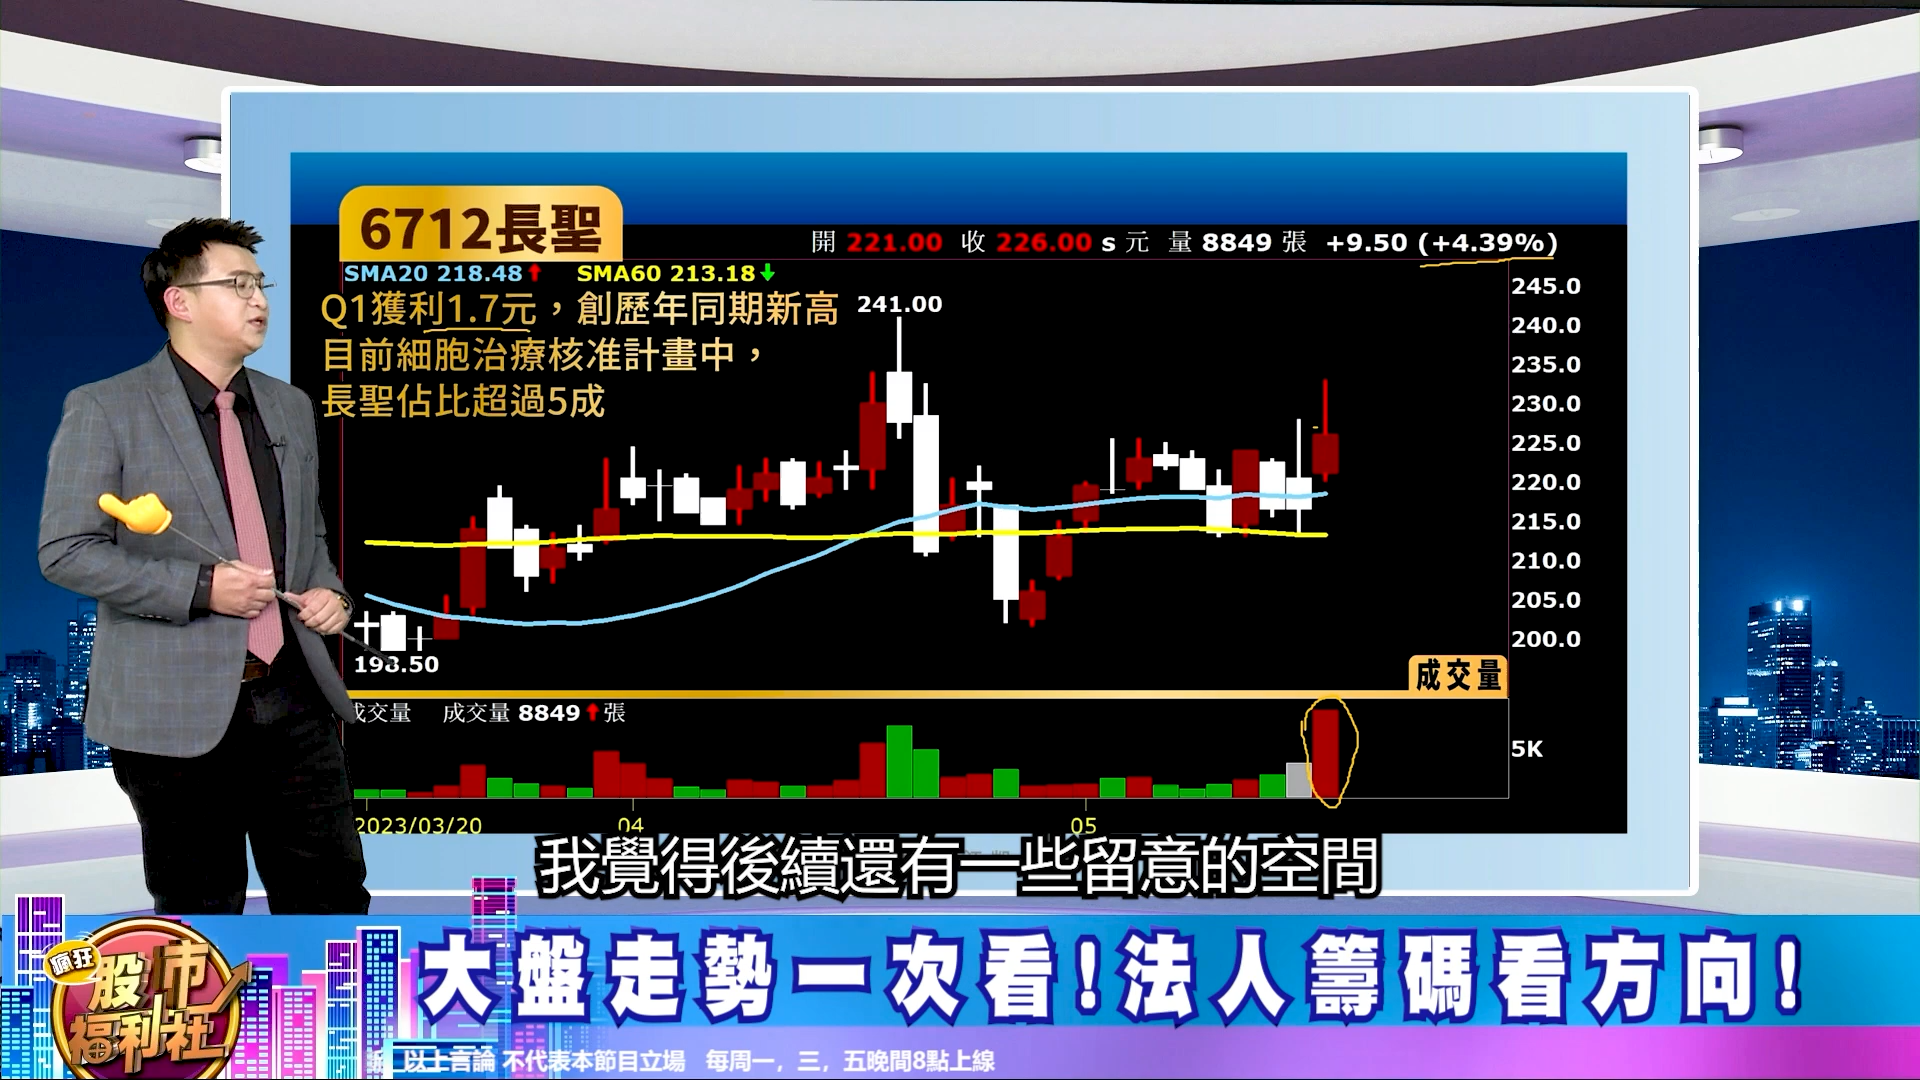 6712長聖
開 221.00 收 226.00 s 元 量 8849 張 +9.50 (+4.39%)
SMA20 218.48 SMA60 213.18
Q1獲利1.7元，創歷年同期新高
目前細胞治療核准計畫中，
長聖佔比超過5成
241.00
245.0
240.0
235.0
230.0
225.0
220.0
215.0
210.0
205.0
200.0
198.50
成交量
成交量 成交量 8849 張
5K
2023/03/20 04 05
我覺得後續還有一些留意的空間
大盤走勢一次看!法人籌碼看方向!
瘋狂
股市
福利社
以上言論 不代表本節目立場 每周一，三，五晚間8點上線